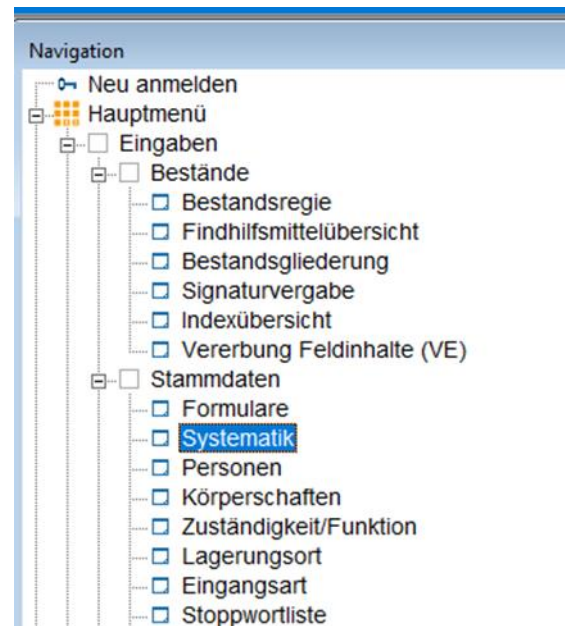 Navigation
Neu anmelden
Hauptmenü
Eingaben
Bestände
Bestandsregie
Findhilfsmittelübersicht
Bestandsgliederung
Signaturvergabe
Indexübersicht
Vererbung Feldinhalte (VE)
Stammdaten
Formulare
Systematik
Personen
Körperschaften
Zuständigkeit/Funktion
Lagerungsort
Eingangsart
Stoppwortliste